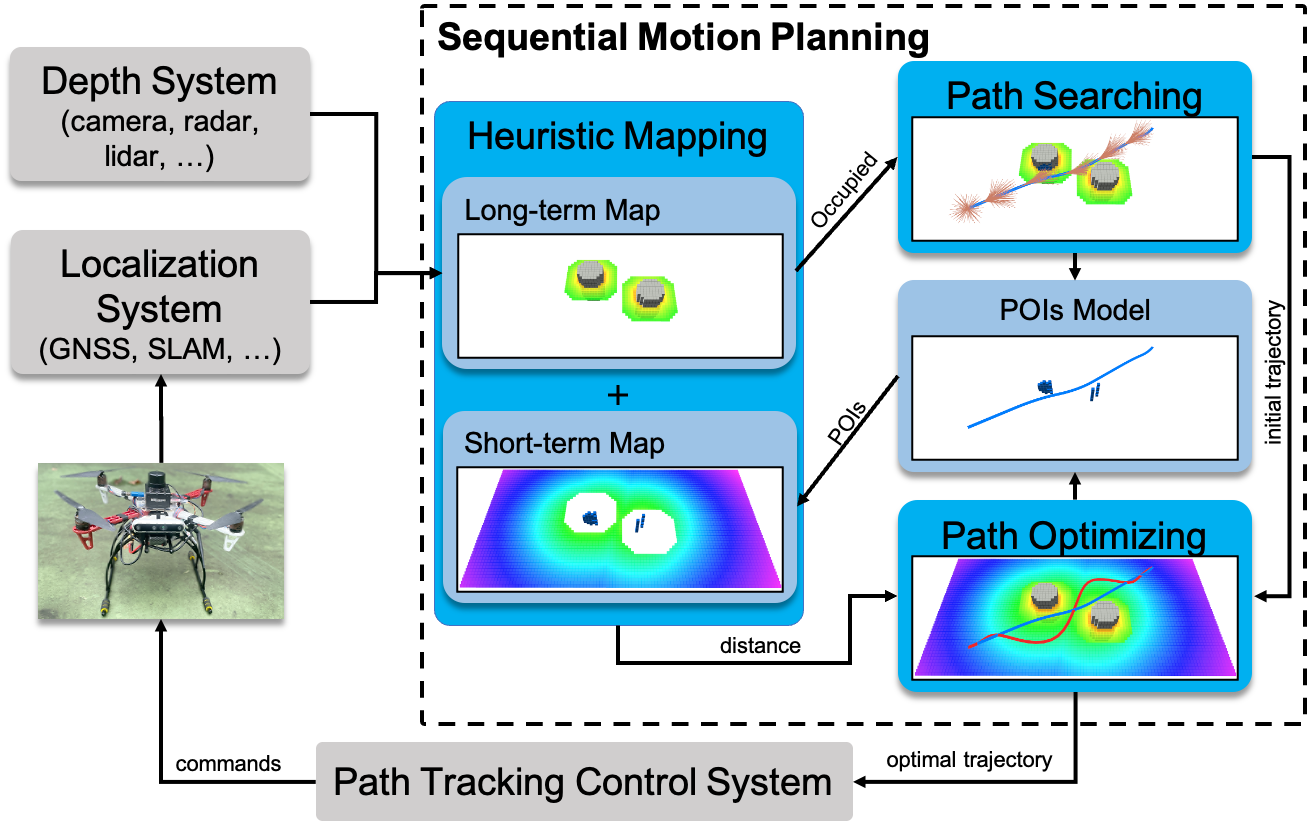 Sequential Motion Planning
Depth System
(camera, radar,
lidar, …)
Localization
System
(GNSS, SLAM, …)
Heuristic Mapping
Long-term Map
+
Short-term Map
Occupied
POIs
distance
Path Searching
POIs Model
initial trajectory
Path Optimizing
optimal trajectory
Path Tracking Control System
commands